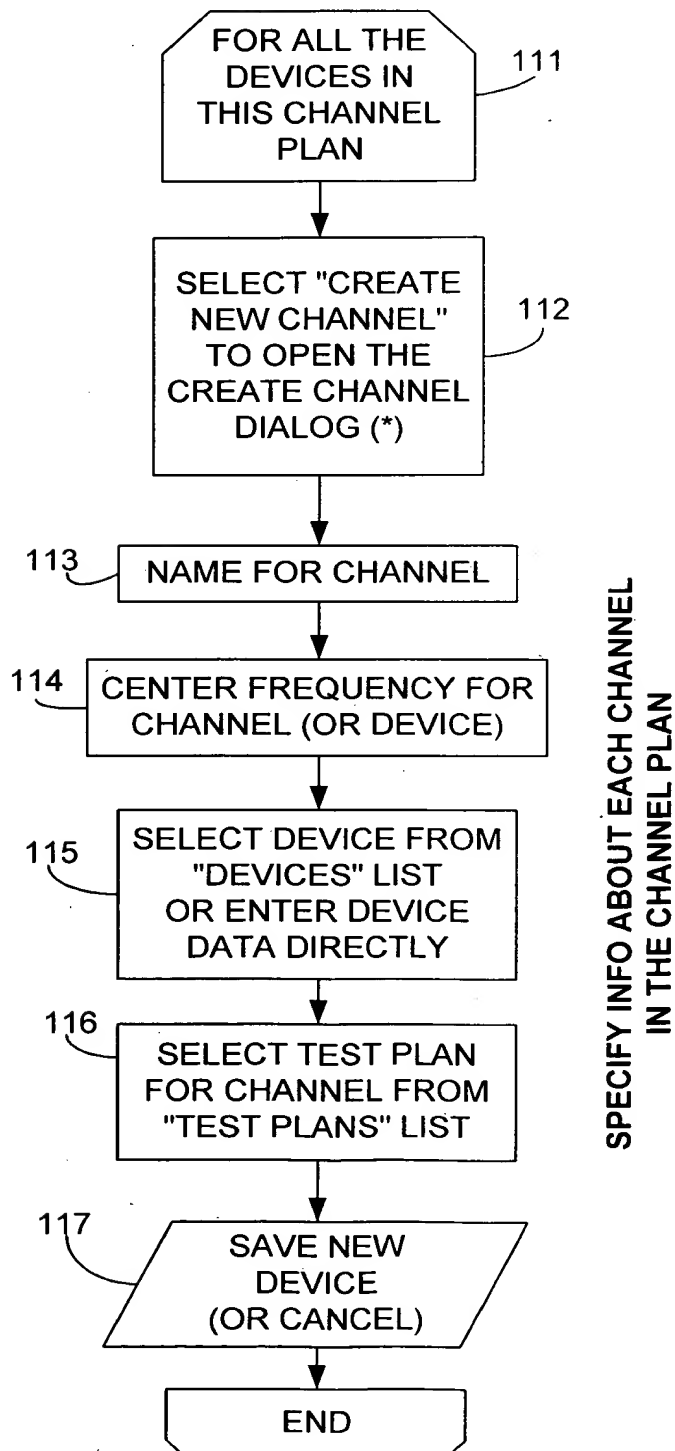 FOR ALL THE
DEVICES IN
THIS CHANNEL
PLAN
111
SELECT "CREATE
NEW CHANNEL"
TO OPEN THE
CREATE CHANNEL
DIALOG (*)
112
113
NAME FOR CHANNEL
114
CENTER FREQUENCY FOR
CHANNEL (OR DEVICE)
115
SELECT DEVICE FROM
"DEVICES" LIST
OR ENTER DEVICE
DATA DIRECTLY
116
SELECT TEST PLAN
FOR CHANNEL FROM
"TEST PLANS" LIST
117
SAVE NEW
DEVICE
(OR CANCEL)
END
SPECIFY INFO ABOUT EACH CHANNEL
IN THE CHANNEL PLAN